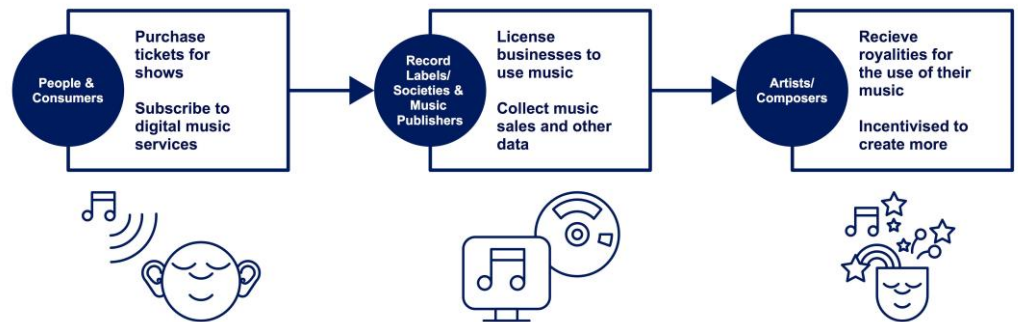 People &
Consumers
Purchase
tickets for
shows
Subscribe to
digital music
services
Record
Labels/
Societies &
Music
Publishers
License
businesses to
use music
Collect music
sales and other
data
Artists/
Composers
Recieve
royalities for
the use of their
music
Incentivised to
create more